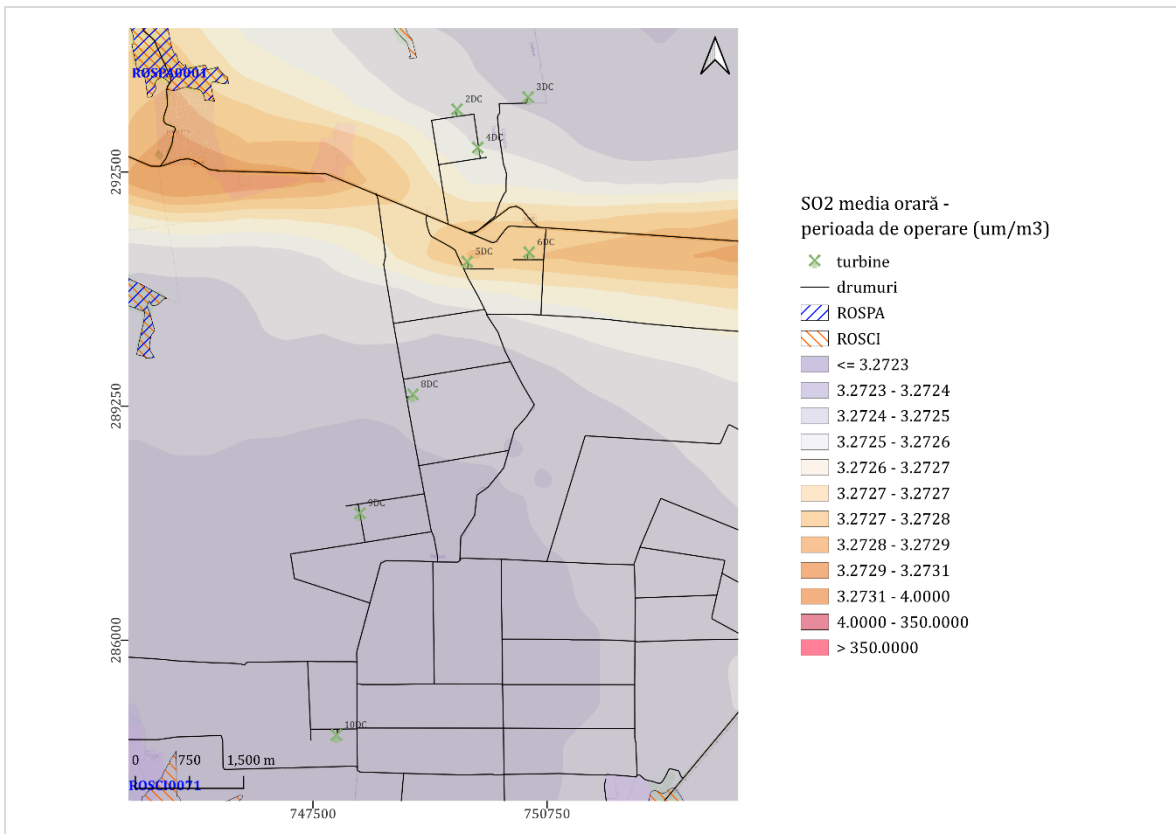 ROSPA0001
2DC
3DC
4DC
5DC
6DC
8DC
9DC
10DC
292500
289250
286000
0 750 1,500 m
ROSCI0071
747500 750750
SO2 media orară -
perioada de operare (um/m3)
turbine
drumuri
ROSPA
ROSCI
<= 3.2723
3.2723 - 3.2724
3.2724 - 3.2725
3.2725 - 3.2726
3.2726 - 3.2727
3.2727 - 3.2727
3.2727 - 3.2728
3.2728 - 3.2729
3.2729 - 3.2731
3.2731 - 4.0000
4.0000 - 350.0000
> 350.0000